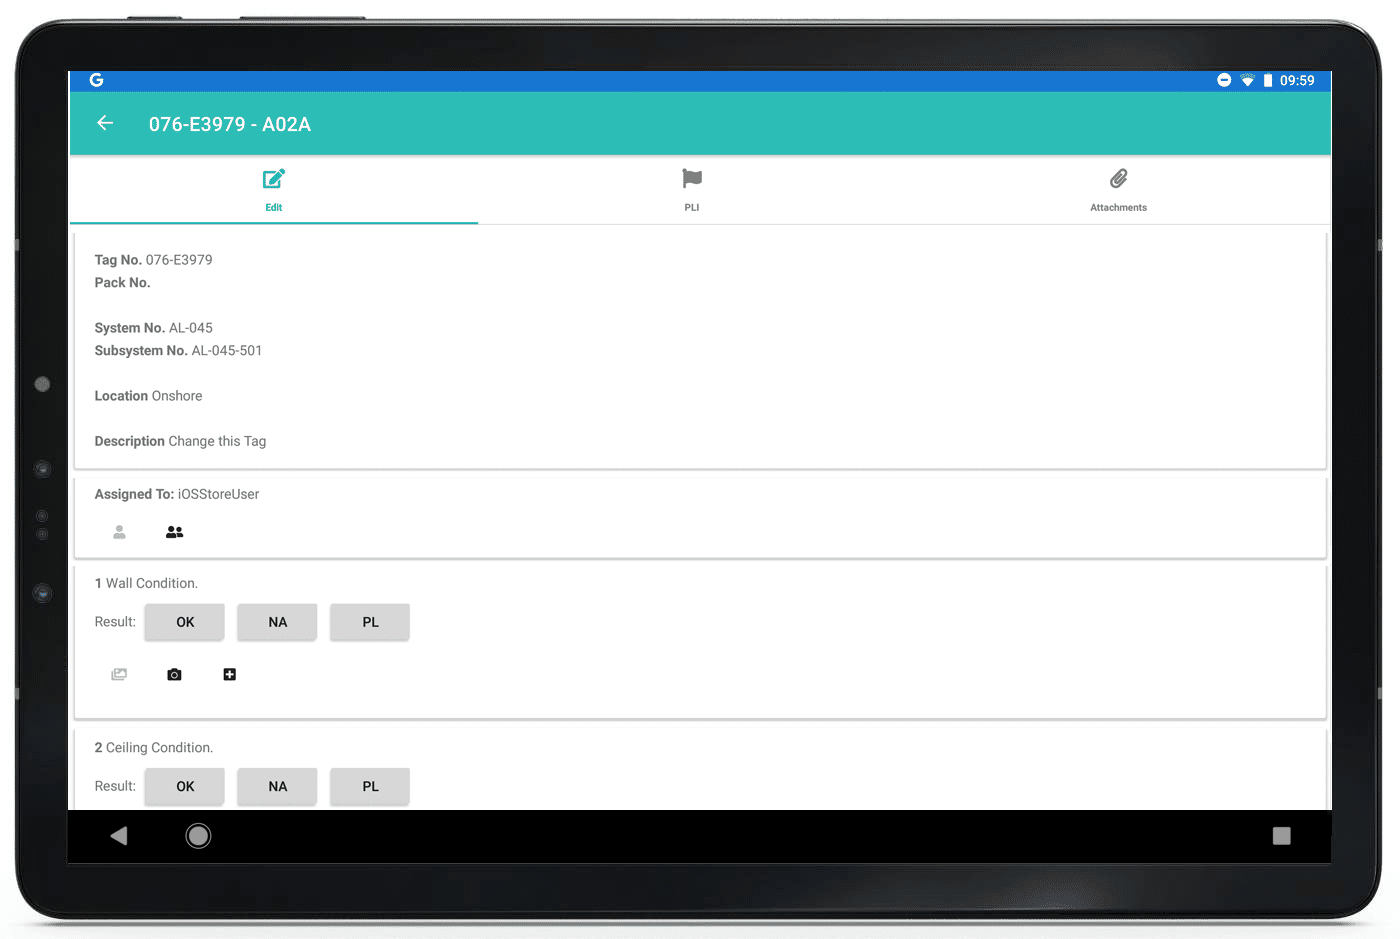 G 09:59
076-E3979 - A02A
Edit PLI Attachments
Tag No. 076-E3979
Pack No.
System No. AL-045
Subsystem No. AL-045-501
Location Onshore
Description Change this Tag
Assigned To: iOSStoreUser
1 Wall Condition.
Result: OK NA PL
2 Ceiling Condition.
Result: OK NA PL